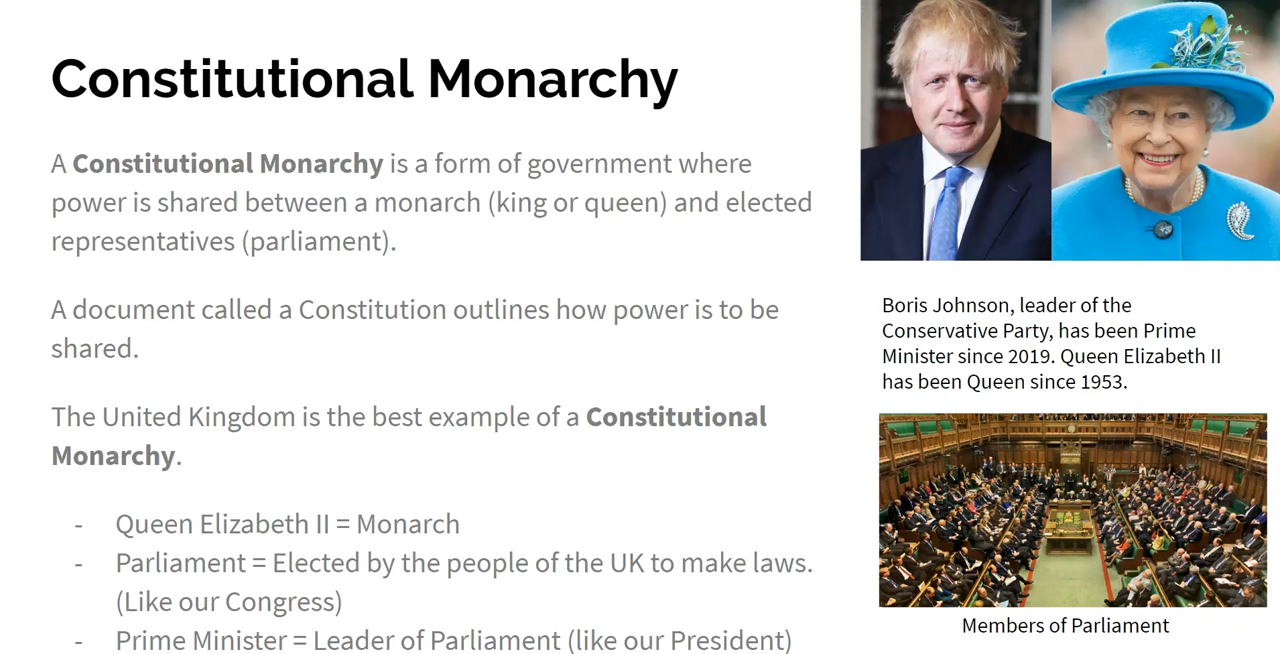 Constitutional Monarchy
A Constitutional Monarchy is a form of government where
power is shared between a monarch (king or queen) and elected
representatives (parliament).
A document called a Constitution outlines how power is to be
shared.
The United Kingdom is the best example of a Constitutional
Monarchy.
- Queen Elizabeth II = Monarch
- Parliament = Elected by the people of the UK to make laws.
(Like our Congress)
- Prime Minister = Leader of Parliament (like our President)
Boris Johnson, leader of the
Conservative Party, has been Prime
Minister since 2019. Queen Elizabeth II
has been Queen since 1953.
Members of Parliament